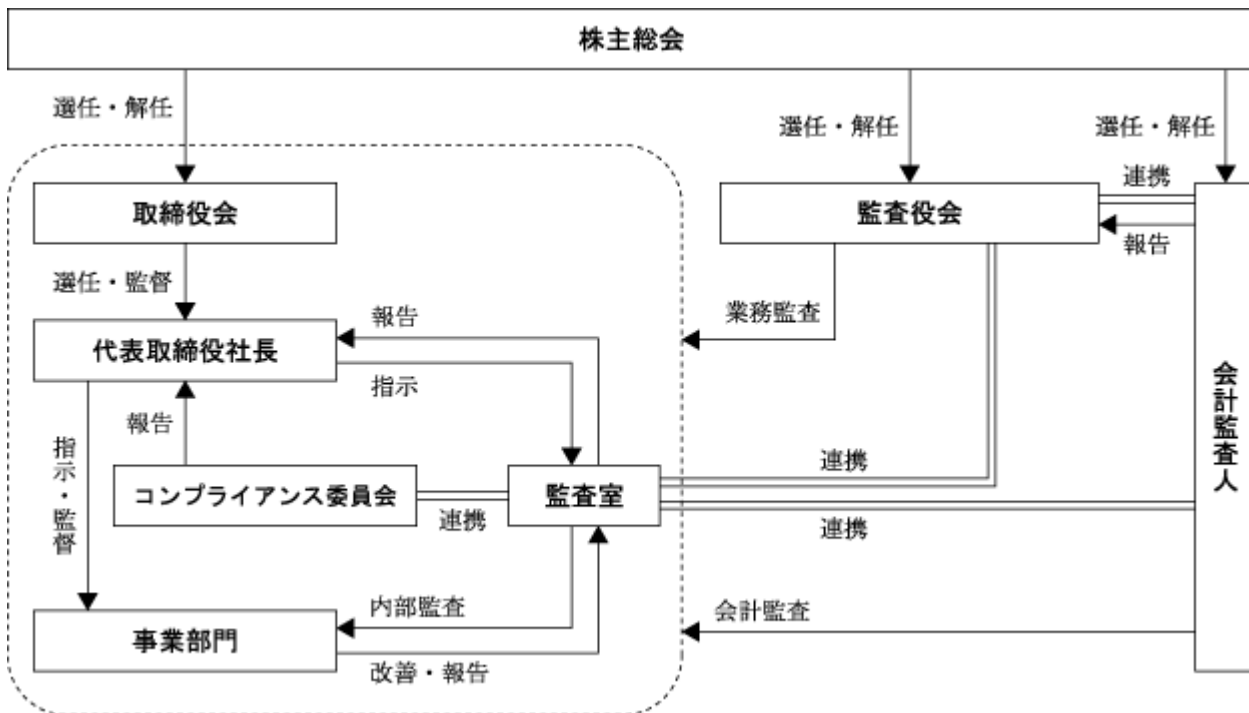 株主総会
選任・解任
選任・解任
選任・解任
取締役会
監査役会
連携
報告
選任・監督
業務監査
代表取締役社長
報告
指示
報告
会計監査人
指示・監督
コンプライアンス委員会
連携
監査室
連携
連携
内部監査
会計監査
事業部門
改善・報告